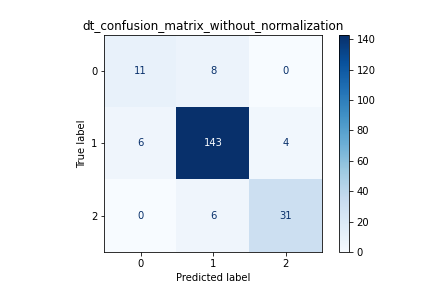 dt_confusion_matrix_without_normalization
0 11 8 0
1 6 143 4
2 0 6 31
0 1 2
True label
Predicted label
140
120
100
80
60
40
20
0